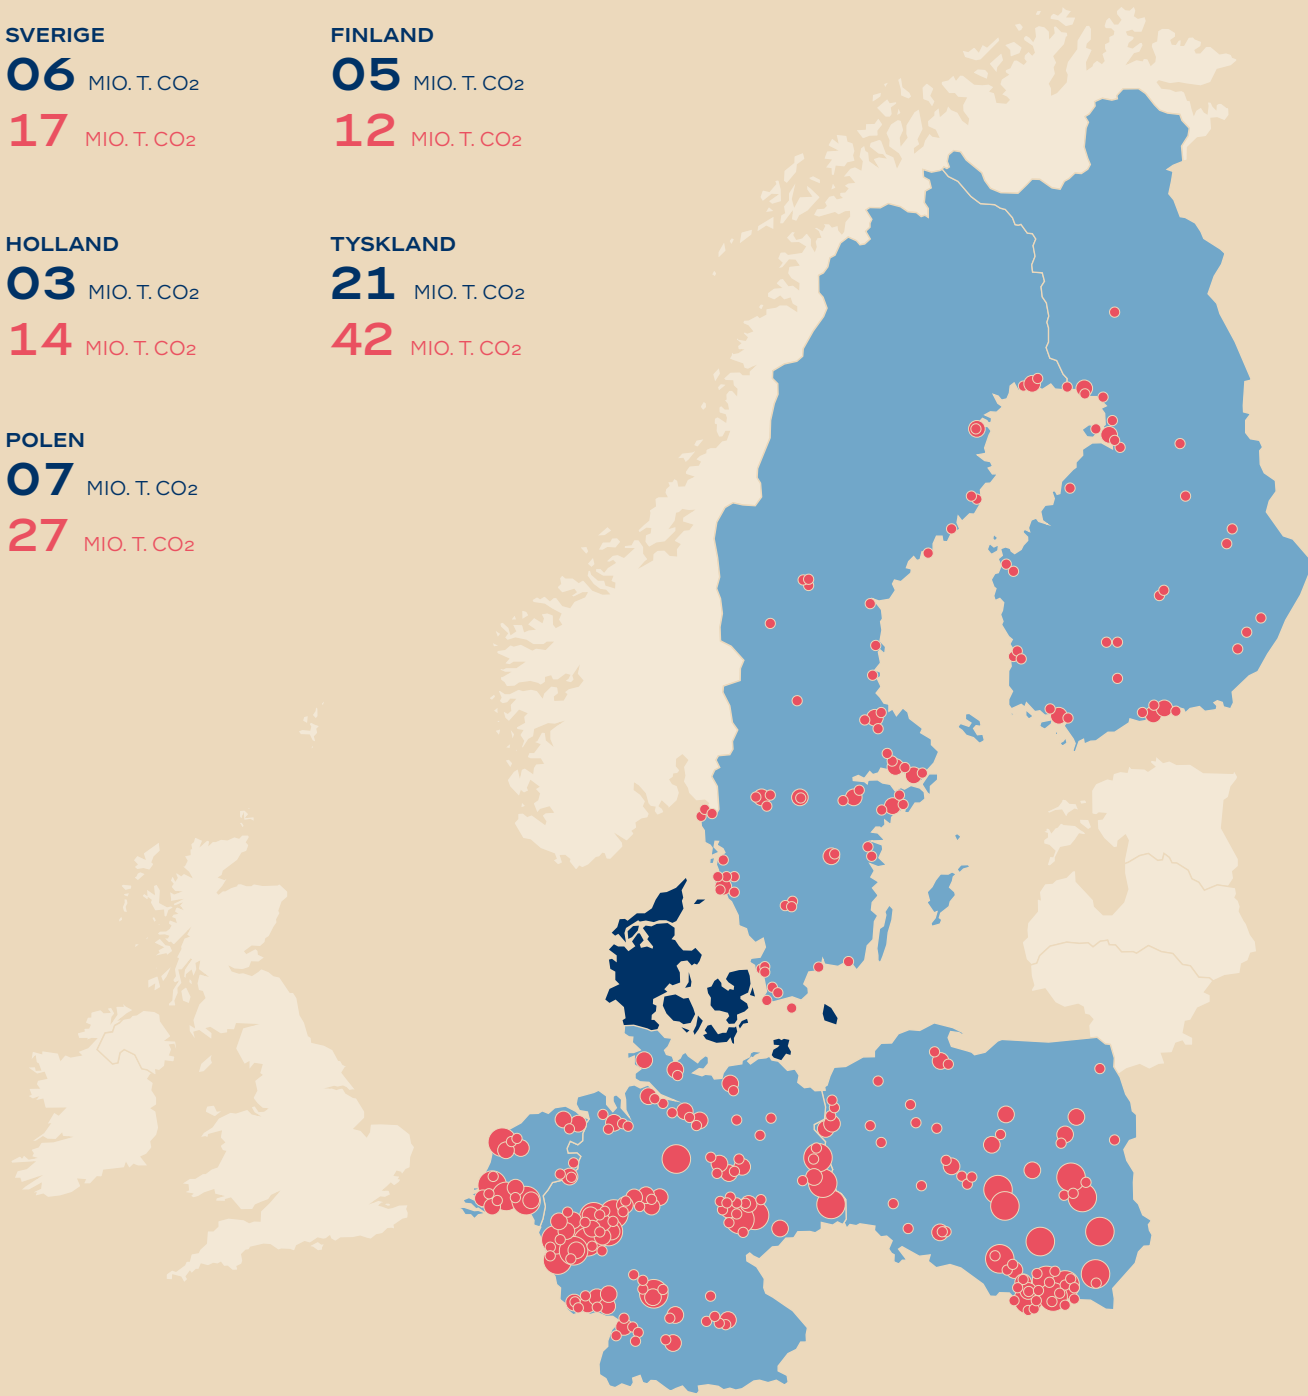 SVERIGE
06 MIO. T. CO2
17 MIO. T. CO2
FINLAND
05 MIO. T. CO2
12 MIO. T. CO2
HOLLAND
03 MIO. T. CO2
14 MIO. T. CO2
TYSKLAND
21 MIO. T. CO2
42 MIO. T. CO2
POLEN
07 MIO. T. CO2
27 MIO. T. CO2